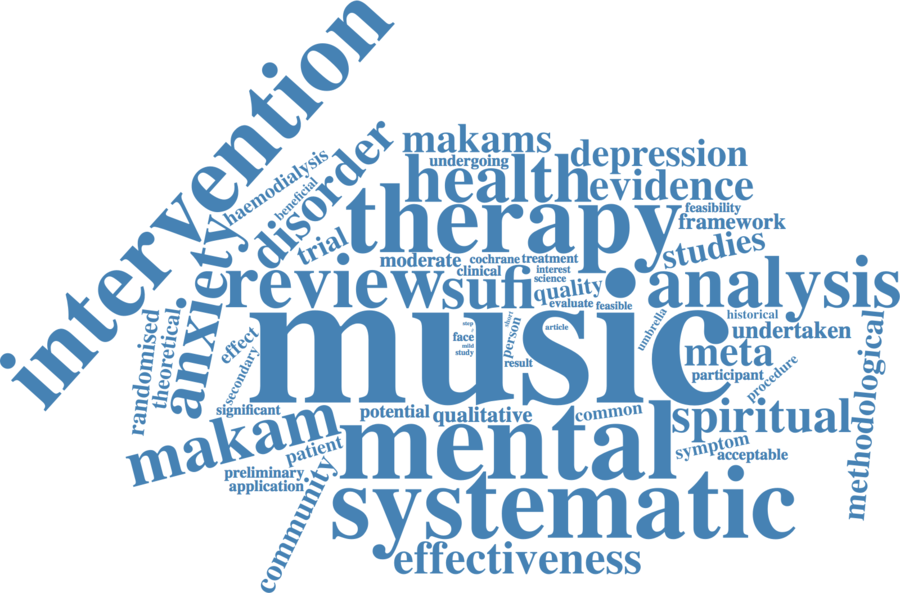 intervention
makams
undergoing
depression
health
evidence
haemodialysis
beneficial
disorder
trial
therapy
feasibility
framework
studies
moderate
cochrane
treatment
clinical
interest
science
anxiety
review
sufi
quality
evaluate
feasible
analysis
randomised
theoretical
effect
secondary
music
step
face
mild
study
short
person
result
article
umbrella
historical
undertaken
meta
participant
procedure
methodological
significant
makam
patient
potential
qualitative
common
spiritual
symptom
acceptable
mental
preliminary
application
community
systematic
effectiveness